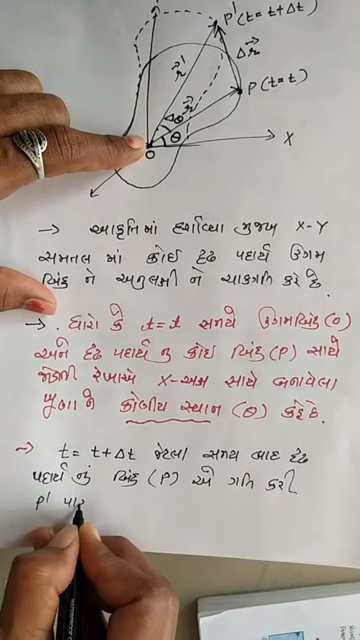 P' (t = t + Δt)
Δr⃗
r⃗'
P (t = t)
Δθ
r⃗
θ
O
X
→ આકૃતિમાં દર્શાવ્યા મુજબ X-Y
સમતલ માં કોઈ દૃઢ પદાર્થ ઉગમ
બિંદુ ને અનુલક્ષી ને ચાકગતિ કરે છે.
→ . ધારો કે t = t સમયે ઉગમબિંદુ (O)
અને દૃઢ પદાર્થ નું કોઈ બિંદુ (P) સાથે
જોડતી રેખાએ X-અક્ષ સાથે બનાવેલા
ખૂણા ને કોણીય સ્થાન (θ) કહે છે.
→ t = t + Δt જેટલા સમય બાદ દૃઢ
પદાર્થ નું બિંદુ (P) એ ગતિ કરી
P'